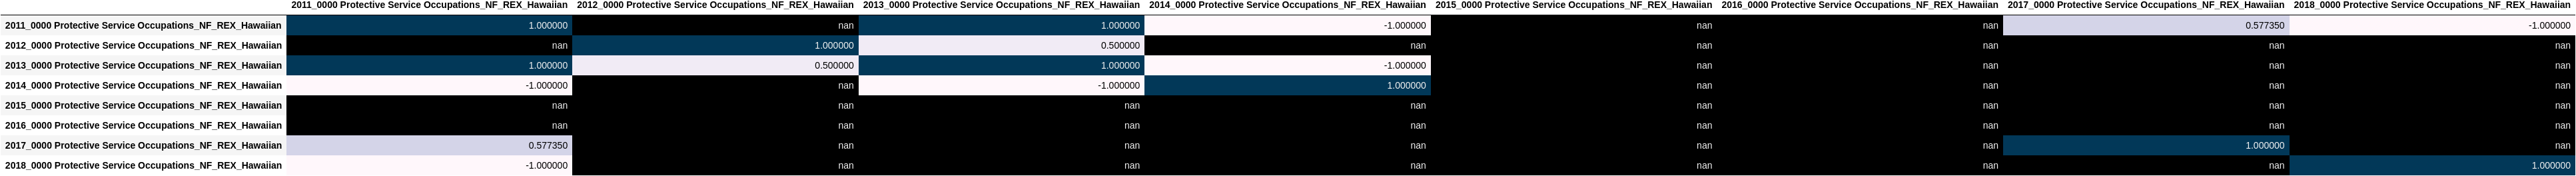 2011_0000 Protective Service Occupations_NF_REX_Hawaiian 2012_0000 Protective Service Occupations_NF_REX_Hawaiian 2013_0000 Protective Service Occupations_NF_REX_Hawaiian 2014_0000 Protective Service Occupations_NF_REX_Hawaiian 2015_0000 Protective Service Occupations_NF_REX_Hawaiian 2016_0000 Protective Service Occupations_NF_REX_Hawaiian 2017_0000 Protective Service Occupations_NF_REX_Hawaiian 2018_0000 Protective Service Occupations_NF_REX_Hawaiian
2011_0000 Protective Service Occupations_NF_REX_Hawaiian 1.000000 nan 1.000000 -1.000000 nan nan 0.577350 -1.000000
2012_0000 Protective Service Occupations_NF_REX_Hawaiian nan 1.000000 0.500000 nan nan nan nan nan
2013_0000 Protective Service Occupations_NF_REX_Hawaiian 1.000000 0.500000 1.000000 -1.000000 nan nan nan nan
2014_0000 Protective Service Occupations_NF_REX_Hawaiian -1.000000 nan -1.000000 1.000000 nan nan nan nan
2015_0000 Protective Service Occupations_NF_REX_Hawaiian nan nan nan nan nan nan nan nan
2016_0000 Protective Service Occupations_NF_REX_Hawaiian nan nan nan nan nan nan nan nan
2017_0000 Protective Service Occupations_NF_REX_Hawaiian 0.577350 nan nan nan nan nan 1.000000 nan
2018_0000 Protective Service Occupations_NF_REX_Hawaiian -1.000000 nan nan nan nan nan nan 1.000000